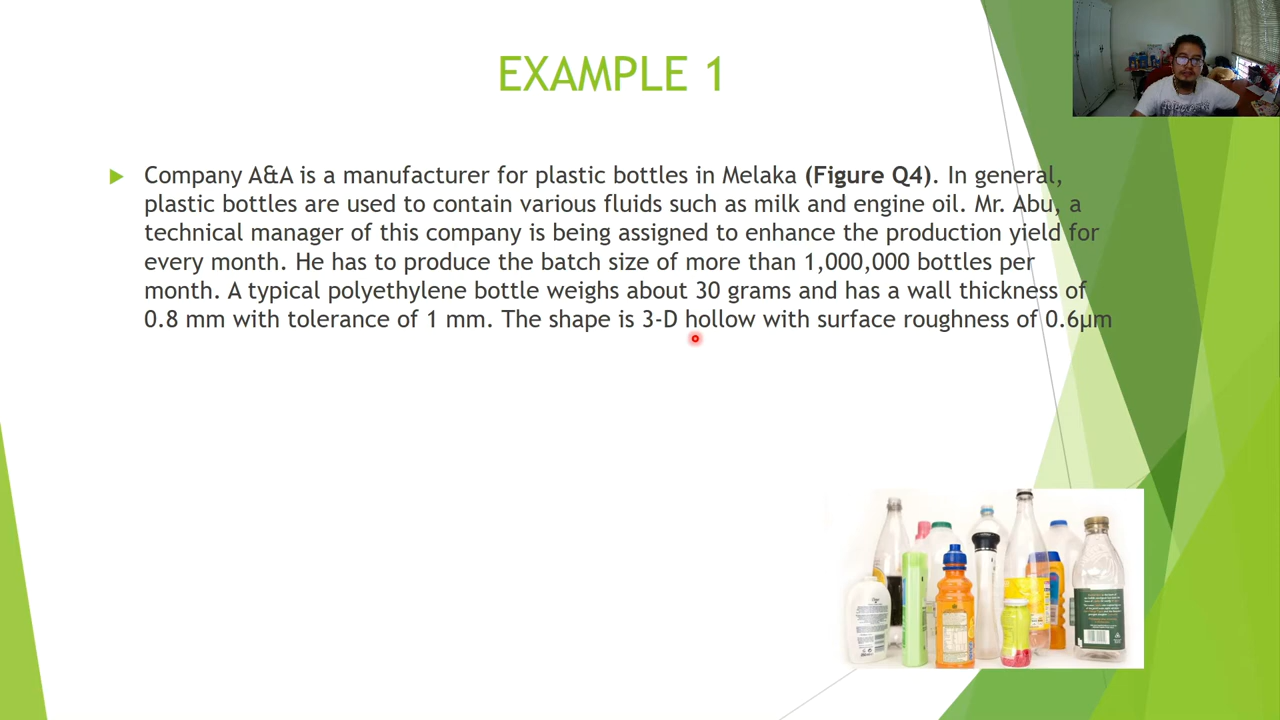 EXAMPLE 1
Company A&A is a manufacturer for plastic bottles in Melaka (Figure Q4). In general,
plastic bottles are used to contain various fluids such as milk and engine oil. Mr. Abu, a
technical manager of this company is being assigned to enhance the production yield for
every month. He has to produce the batch size of more than 1,000,000 bottles per
month. A typical polyethylene bottle weighs about 30 grams and has a wall thickness of
0.8 mm with tolerance of 1 mm. The shape is 3-D hollow with surface roughness of 0.6µm